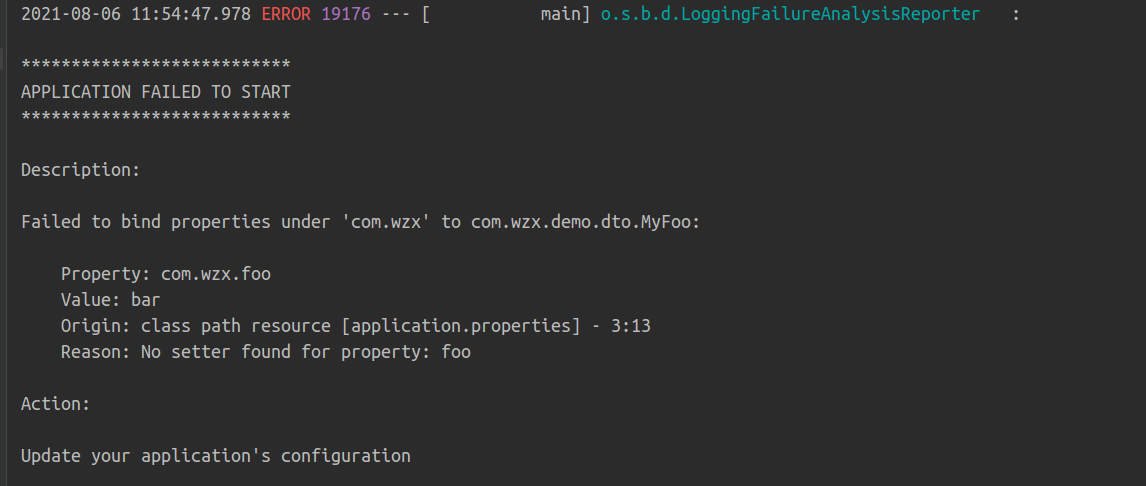 2021-08-06 11:54:47.978 ERROR 19176 --- [           main] o.s.b.d.LoggingFailureAnalysisReporter   :
***************************
APPLICATION FAILED TO START
***************************
Description:
Failed to bind properties under 'com.wzx' to com.wzx.demo.dto.MyFoo:
Property: com.wzx.foo
Value: bar
Origin: class path resource [application.properties] - 3:13
Reason: No setter found for property: foo
Action:
Update your application's configuration